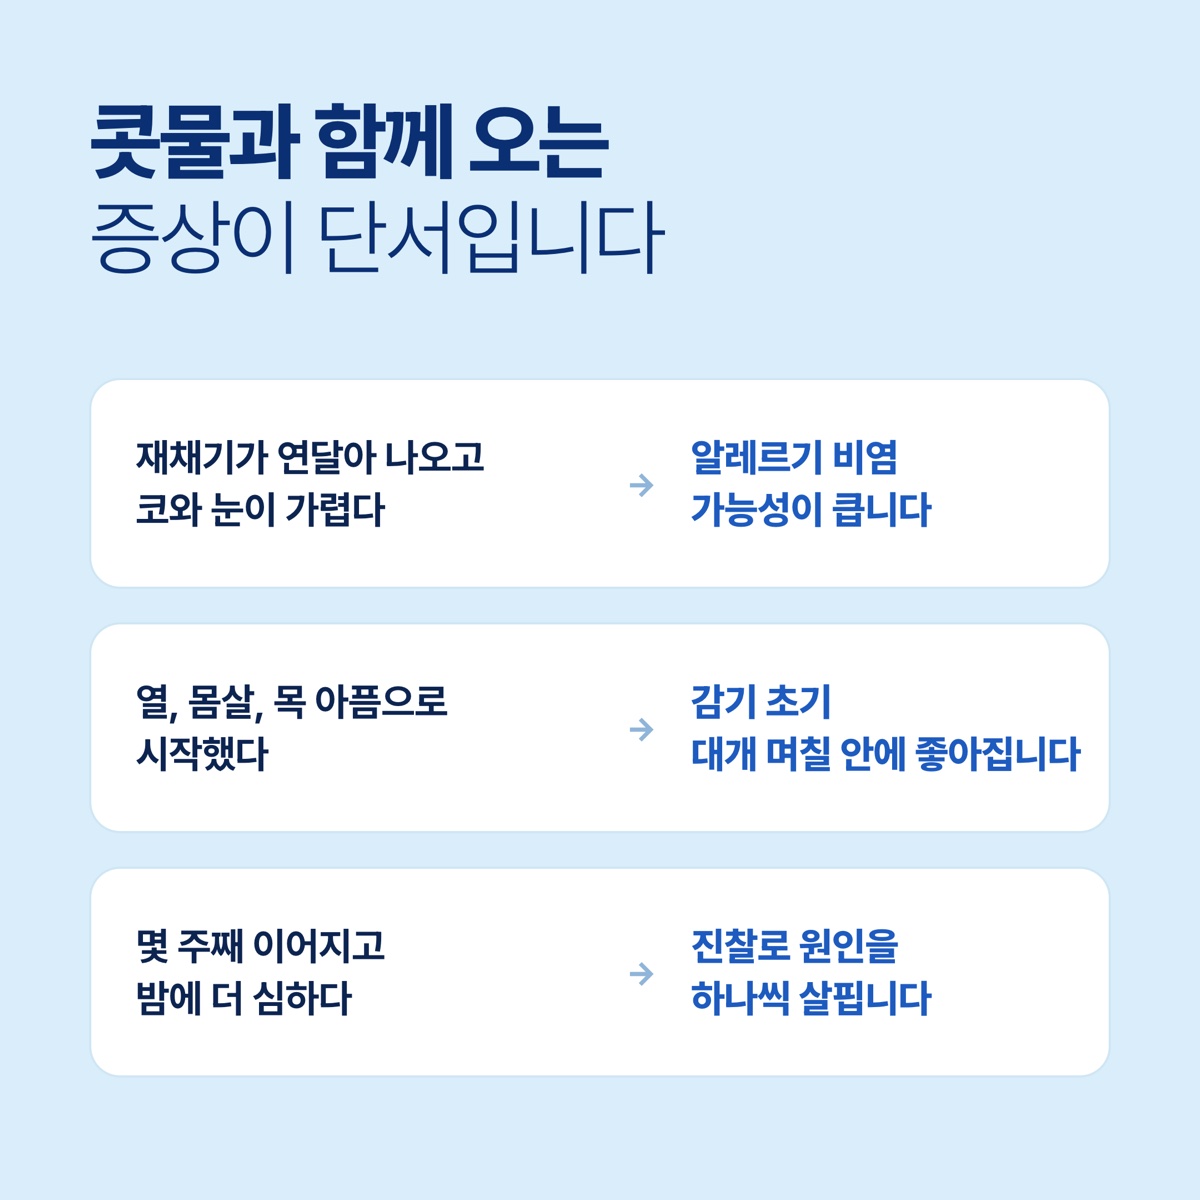 콧물과 함께 오는
증상이 단서입니다
재채기가 연달아 나오고
코와 눈이 가렵다
→
알레르기 비염
가능성이 큽니다
열, 몸살, 목 아픔으로
시작했다
→
감기 초기
대개 며칠 안에 좋아집니다
몇 주째 이어지고
밤에 더 심하다
→
진찰로 원인을
하나씩 살핍니다